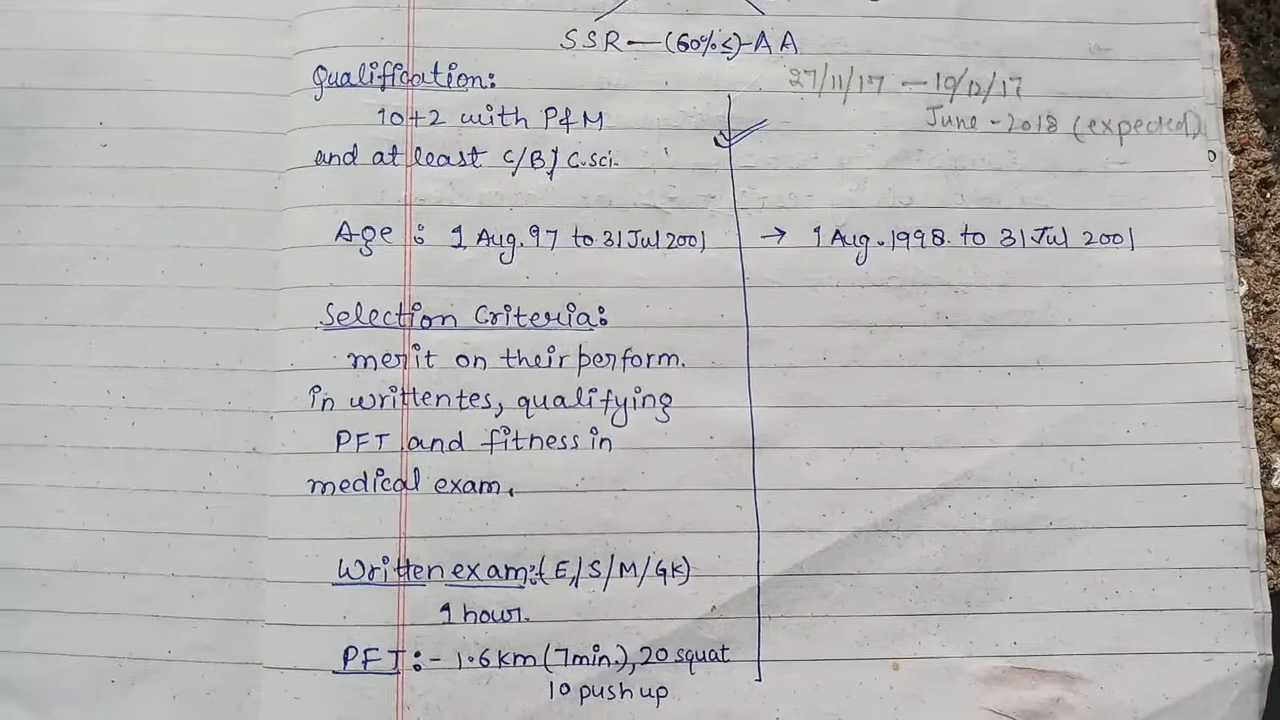 SSR — (60%≤) - AA
Qualification:
27/11/17 — 10/12/17
10+2 with P&M
June - 2018 (expected)
and at least C/B/C.Sci.
Age : 1 Aug. 97 to 31 Jul 2001 → 1 Aug. 1998. to 31 Jul 2001
Selection Criteria:
merit on their perform.
in written tes, qualifying
PFT and fitness in
medical exam.
Written exam:- (E/S/M/GK)
1 hour.
PFT :- 1.6 Km (7min.), 20 squat
10 push up